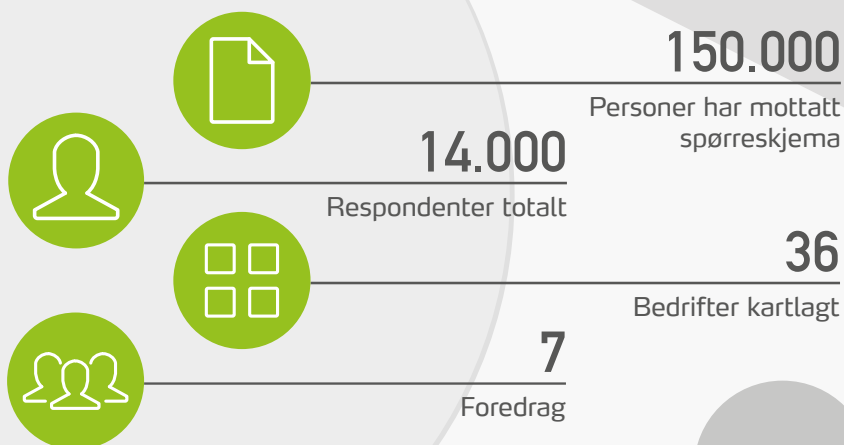 150.000
Personer har mottatt
spørreskjema
14.000
Respondenter totalt
36
Bedrifter kartlagt
7
Foredrag